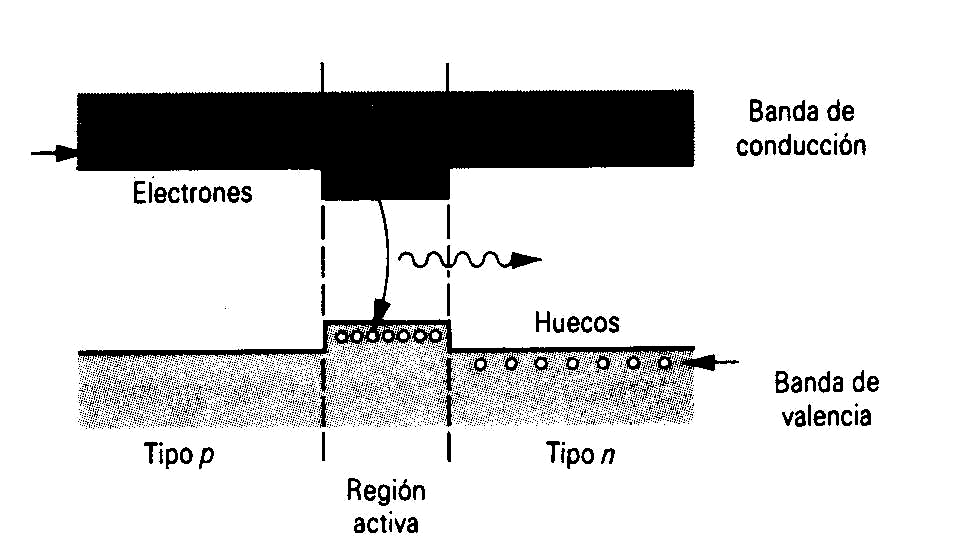 Banda de
conducción
Electrones
Huecos
Banda de
valencia
Tipo p
Tipo n
Región
activa